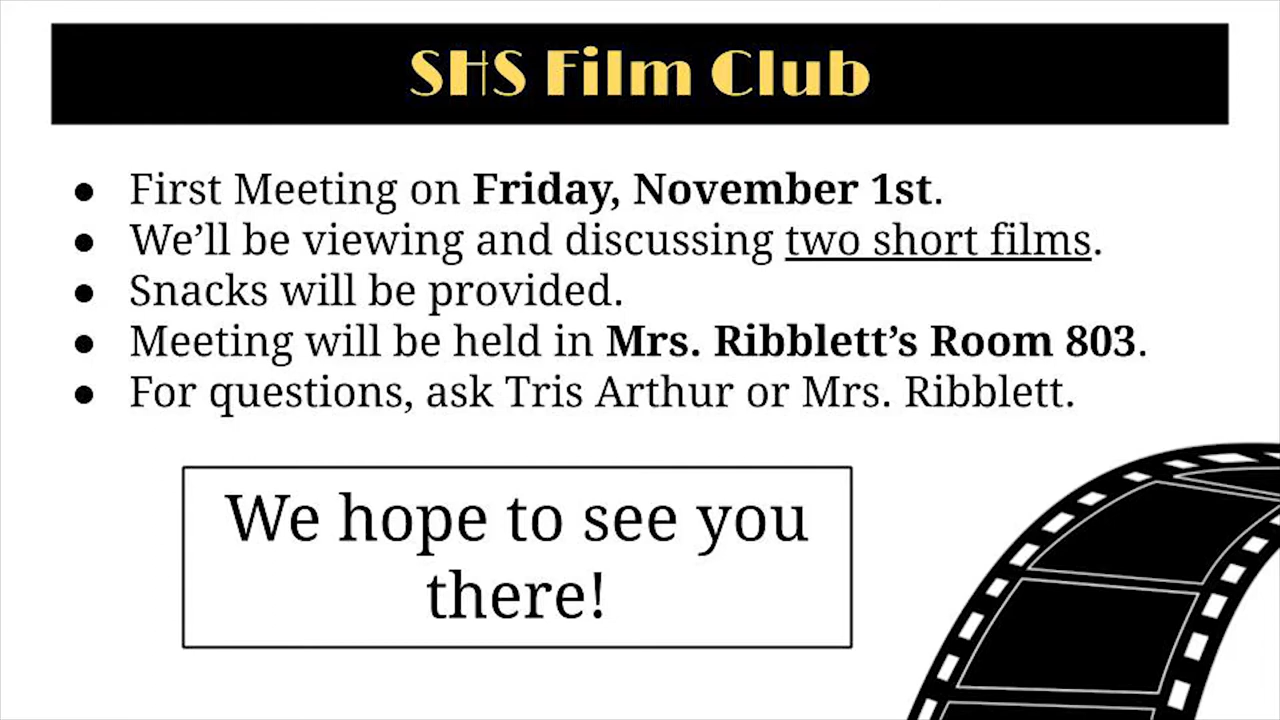 SHS Film Club
● First Meeting on Friday, November 1st.
● We’ll be viewing and discussing two short films.
● Snacks will be provided.
● Meeting will be held in Mrs. Ribblett’s Room 803.
● For questions, ask Tris Arthur or Mrs. Ribblett.
We hope to see you
there!